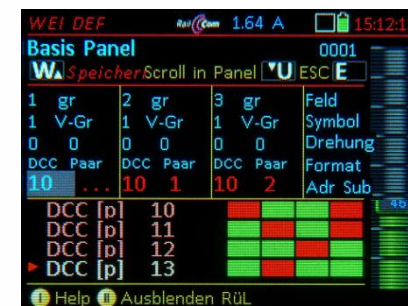 WEI DEF RailCom 1.64 A 15:12:1
Basis Panel 0001
W Speicher Scroll in Panel U ESC E
1 gr 2 gr 3 gr Feld
1 V-Gr 1 V-Gr 1 V-Gr Symbol
0 0 0 0 0 0 Drehung
DCC Paar DCC Paar DCC Paar Format
10 ... 10 1 10 2 Adr Sub
DCC [p] 10
DCC [p] 11
DCC [p] 12
DCC [p] 13
Help Ausblenden RüL